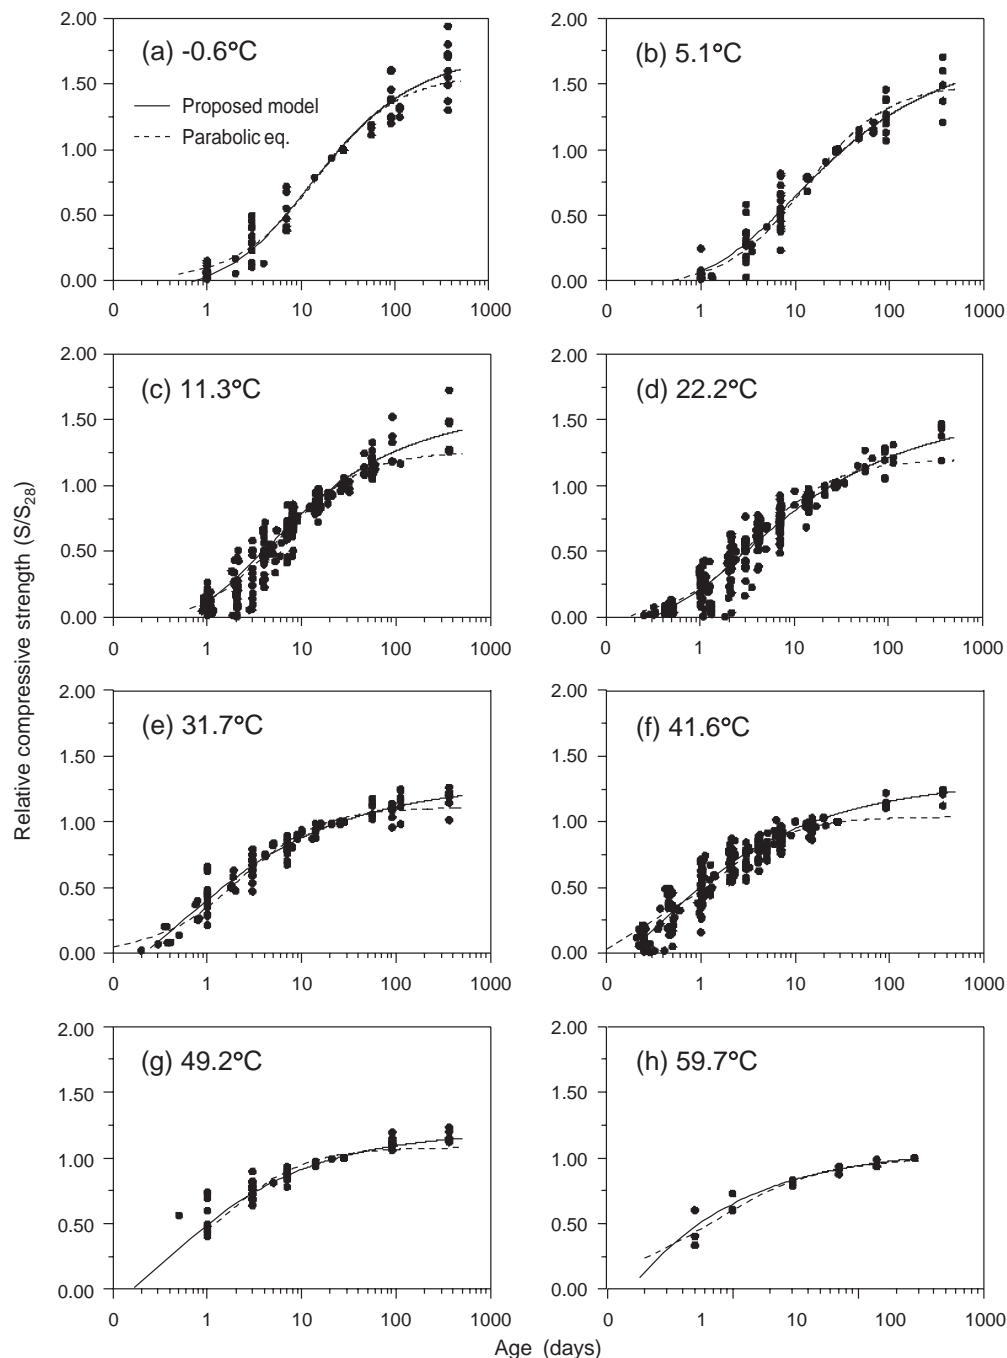 2.00
1.50
1.00
0.50
0.00
(a) -0.6°C
Proposed model
Parabolic eq.
0 1 10 100 1000
2.00
1.50
1.00
0.50
0.00
(b) 5.1°C
0 1 10 100 1000
2.00
1.50
1.00
0.50
0.00
(c) 11.3°C
0 1 10 100 1000
2.00
1.50
1.00
0.50
0.00
(d) 22.2°C
0 1 10 100 1000
Relative compressive strength (S/S28)
2.00
1.50
1.00
0.50
0.00
(e) 31.7°C
0 1 10 100 1000
2.00
1.50
1.00
0.50
0.00
(f) 41.6°C
0 1 10 100 1000
2.00
1.50
1.00
0.50
0.00
(g) 49.2°C
0 1 10 100 1000
2.00
1.50
1.00
0.50
0.00
(h) 59.7°C
0 1 10 100 1000
Age (days)